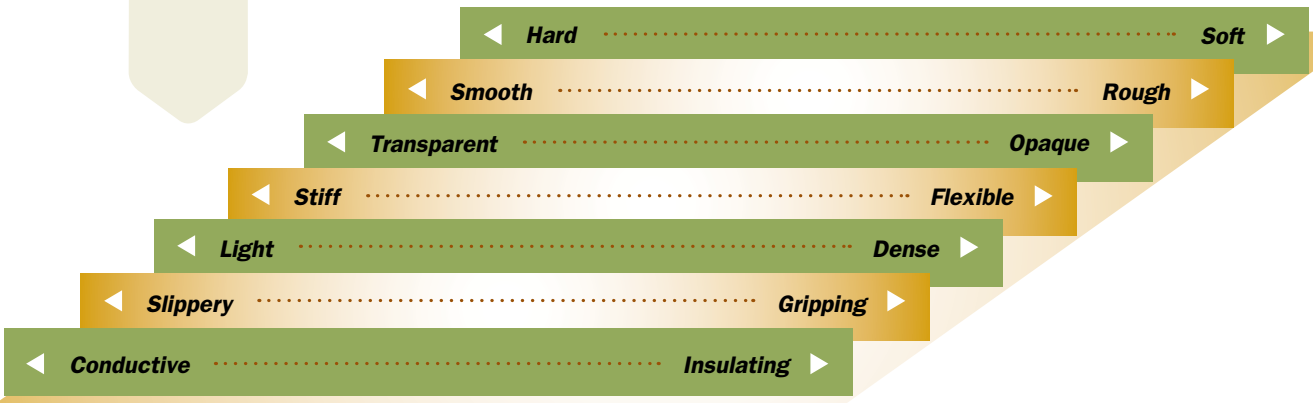 Hard Soft
Smooth Rough
Transparent Opaque
Stiff Flexible
Light Dense
Slippery Gripping
Conductive Insulating